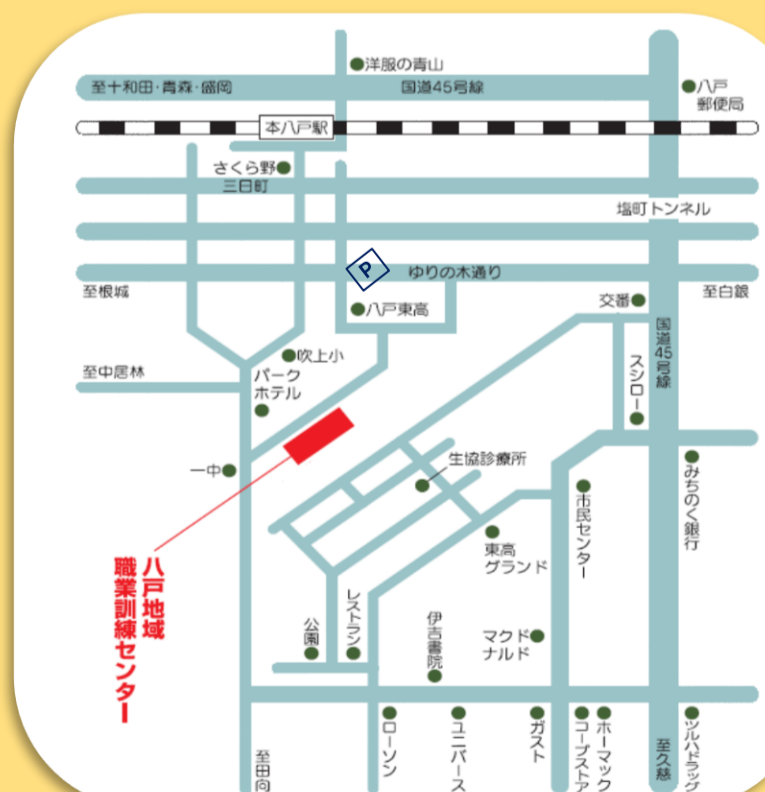 洋服の青山
至十和田・青森・盛岡
国道45号線
八戸
郵便局
本八戸駅
さくら野
三日町
塩町トンネル
P
ゆりの木通り
至根城
至白銀
八戸東高
交番
国道45号線
吹上小
至中居林
パーク
ホテル
スシロー
一中
生協診療所
みちのく銀行
市民センター
東高
グランド
八戸地域
職業訓練センター
公園
レストラン
伊吉書院
マクド
ナルド
至田向
ローソン
ユニバース
ガスト
コープストア
ホーマック
至久慈
ツルハドラッグ